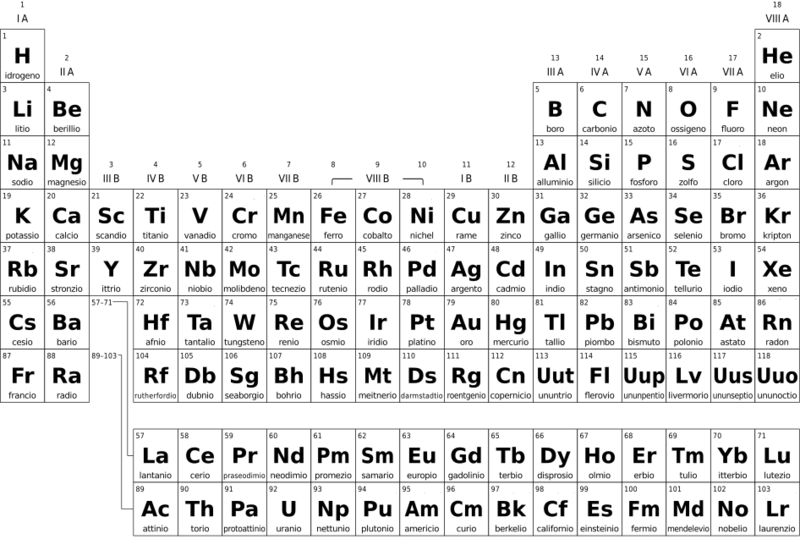 1 18
I A VIII A
1 2
H He
idrogeno 2 13 14 15 16 17 elio
II A III A IV A V A VI A VII A
3 4 5 6 7 8 9 10
Li Be B C N O F Ne
litio berillio boro carbonio azoto ossigeno fluoro neon
11 12 13 14 15 16 17 18
Na Mg Al Si P S Cl Ar
sodio magnesio 3 4 5 6 7 8 9 10 11 12 alluminio silicio fosforo zolfo cloro argon
III B IV B V B VI B VII B VIII B I B II B
19 20 21 22 23 24 25 26 27 28 29 30 31 32 33 34 35 36
K Ca Sc Ti V Cr Mn Fe Co Ni Cu Zn Ga Ge As Se Br Kr
potassio calcio scandio titanio vanadio cromo manganese ferro cobalto nichel rame zinco gallio germanio arsenico selenio bromo kripton
37 38 39 40 41 42 43 44 45 46 47 48 49 50 51 52 53 54
Rb Sr Y Zr Nb Mo Tc Ru Rh Pd Ag Cd In Sn Sb Te I Xe
rubidio stronzio ittrio zirconio niobio molibdeno tecnezio rutenio rodio palladio argento cadmio indio stagno antimonio tellurio iodio xeno
55 56 57-71 72 73 74 75 76 77 78 79 80 81 82 83 84 85 86
Cs Ba Hf Ta W Re Os Ir Pt Au Hg Tl Pb Bi Po At Rn
cesio bario afnio tantalio tungsteno renio osmio iridio platino oro mercurio tallio piombo bismuto polonio astato radon
87 88 89-103 104 105 106 107 108 109 110 111 112 113 114 115 116 117 118
Fr Ra Rf Db Sg Bh Hs Mt Ds Rg Cn Uut Fl Uup Lv Uus Uuo
francio radio rutherfordio dubnio seaborgio bohrio hassio meitnerio darmstadtio roentgenio copernicio ununtrio flerovio ununpentio livermorio ununseptio ununoctio
57 58 59 60 61 62 63 64 65 66 67 68 69 70 71
La Ce Pr Nd Pm Sm Eu Gd Tb Dy Ho Er Tm Yb Lu
lantanio cerio praseodimio neodimio promezio samario europio gadolinio terbio disprosio olmio erbio tulio itterbio lutezio
89 90 91 92 93 94 95 96 97 98 99 100 101 102 103
Ac Th Pa U Np Pu Am Cm Bk Cf Es Fm Md No Lr
attinio torio protoattinio uranio nettunio plutonio americio curio berkelio californio einsteinio fermio mendelevio nobelio laurenzio